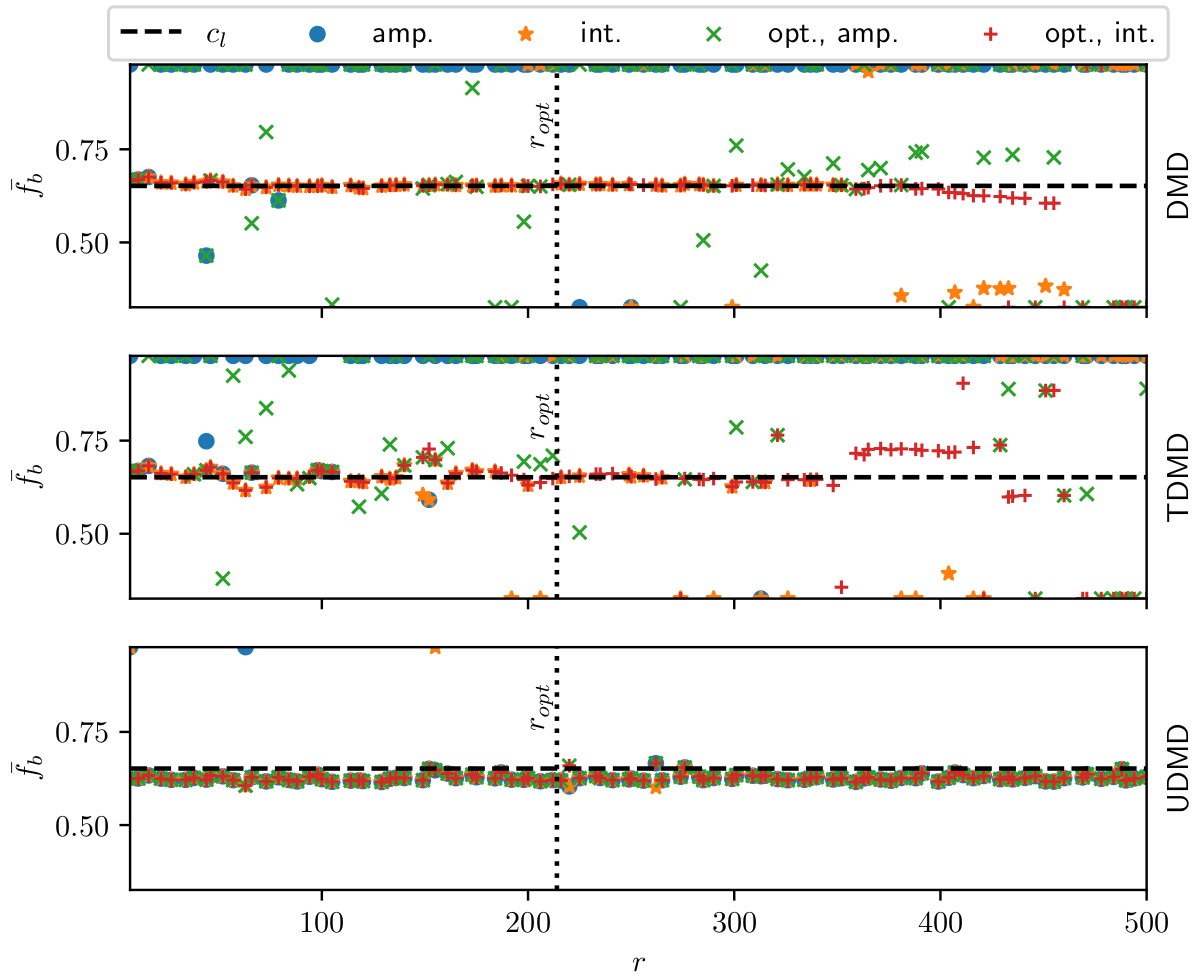 c_l amp. int. opt., amp. opt., int.
r_opt
0.75
0.50
f̄_b
DMD
r_opt
0.75
0.50
f̄_b
TDMD
r_opt
0.75
0.50
f̄_b
UDMD
100 200 300 400 500
r